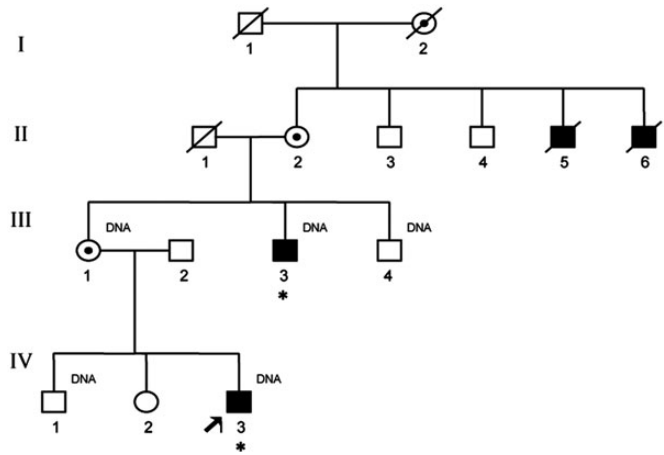 I
1 2
II
1 2 3 4 5 6
III
DNA DNA DNA
1 2 3 4
*
IV
DNA DNA
1 2 3
*